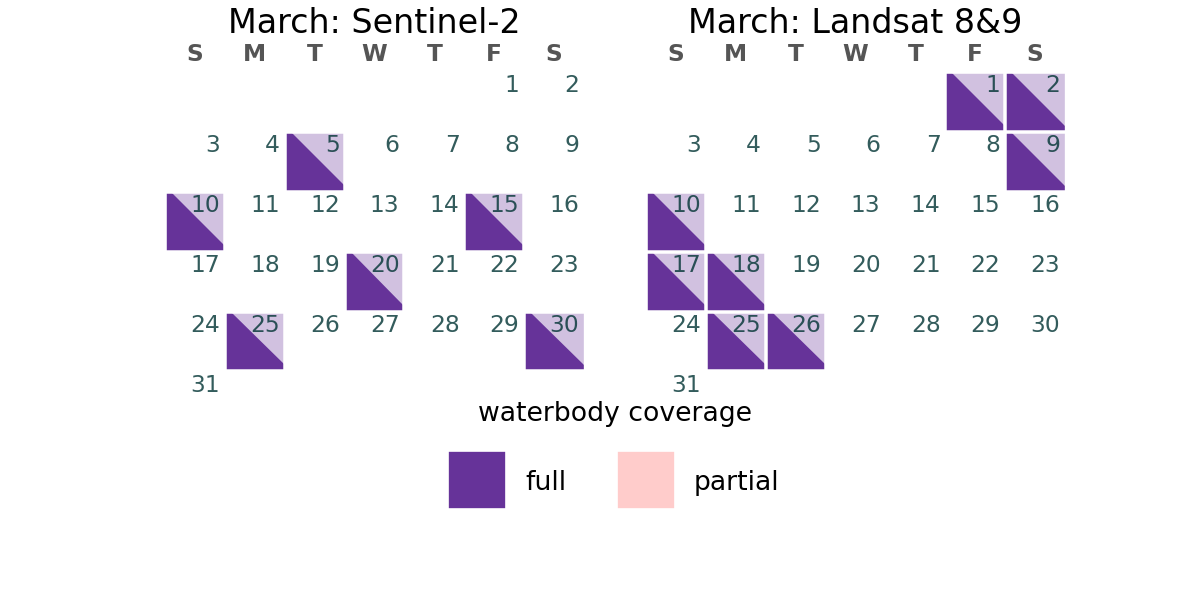 March: Sentinel-2
S M T W T F S
1 2
3 4 5 6 7 8 9
10 11 12 13 14 15 16
17 18 19 20 21 22 23
24 25 26 27 28 29 30
31
March: Landsat 8&9
S M T W T F S
1 2
3 4 5 6 7 8 9
10 11 12 13 14 15 16
17 18 19 20 21 22 23
24 25 26 27 28 29 30
31
waterbody coverage
full partial